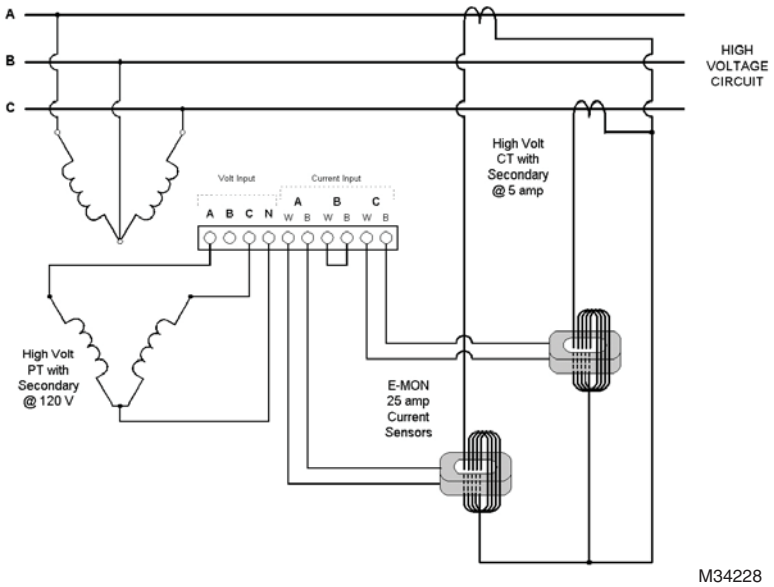 A
B
C
HIGH
VOLTAGE
CIRCUIT
High Volt
CT with
Secondary
@ 5 amp
Volt Input
Current Input
A B C
A B C N W B W B W B
High Volt
PT with
Secondary
@ 120 V
E-MON
25 amp
Current
Sensors
M34228